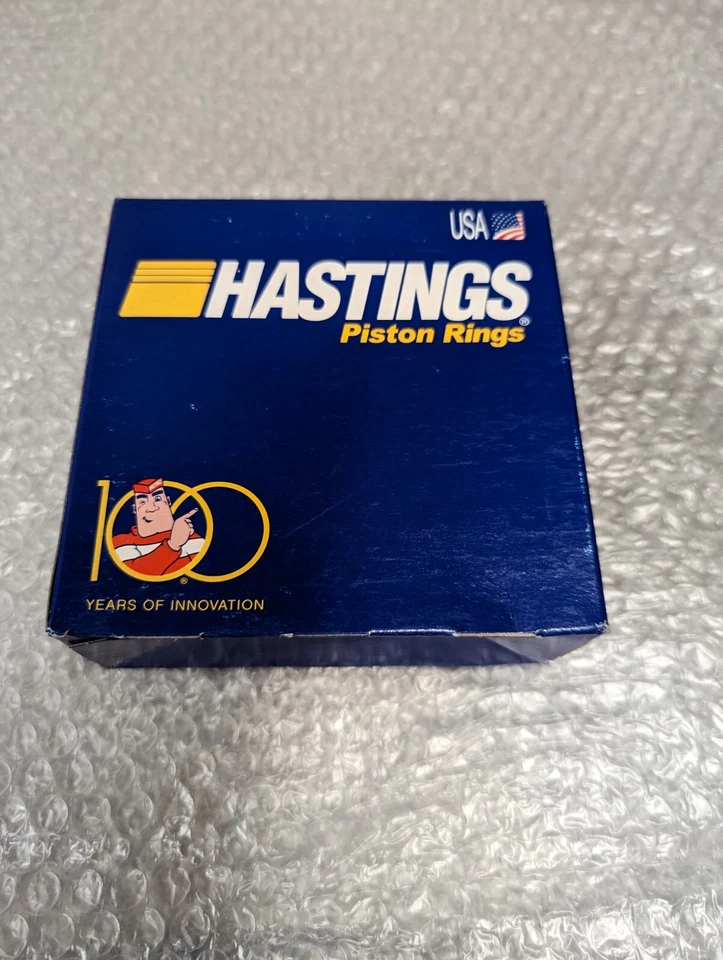 USA
HASTINGS®
Piston Rings
100®
YEARS OF INNOVATION